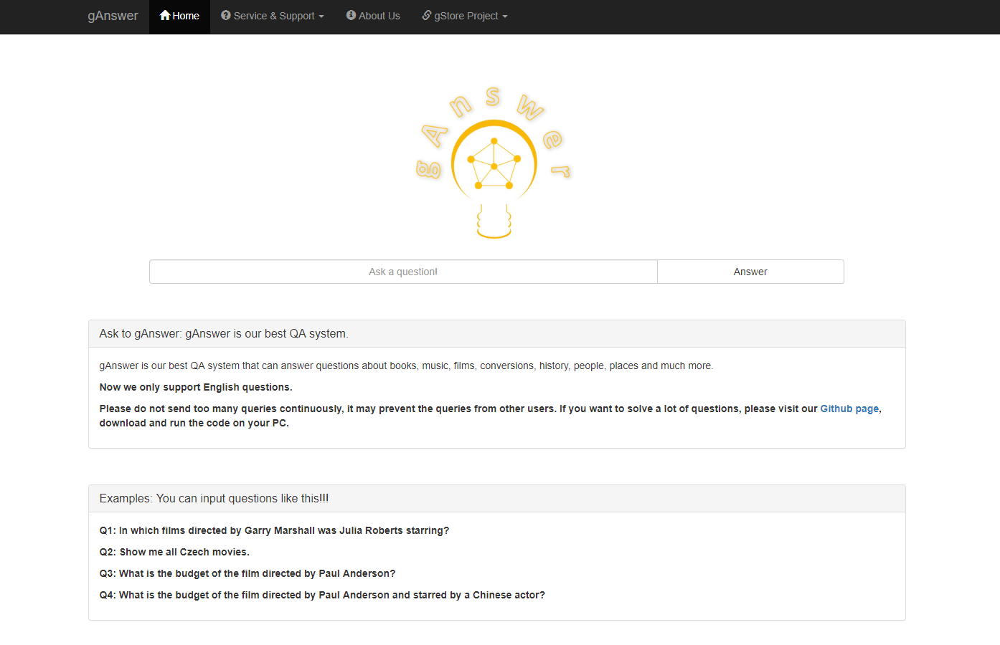 gAnswer Home Service & Support About Us gStore Project
gAnswer
Ask a question! Answer
Ask to gAnswer: gAnswer is our best QA system.
gAnswer is our best QA system that can answer questions about books, music, films, conversions, history, people, places and much more.
Now we only support English questions.
Please do not send too many queries continuously, it may prevent the queries from other users. If you want to solve a lot of questions, please visit our Github page,
download and run the code on your PC.
Examples: You can input questions like this!!!
Q1: In which films directed by Garry Marshall was Julia Roberts starring?
Q2: Show me all Czech movies.
Q3: What is the budget of the film directed by Paul Anderson?
Q4: What is the budget of the film directed by Paul Anderson and starred by a Chinese actor?